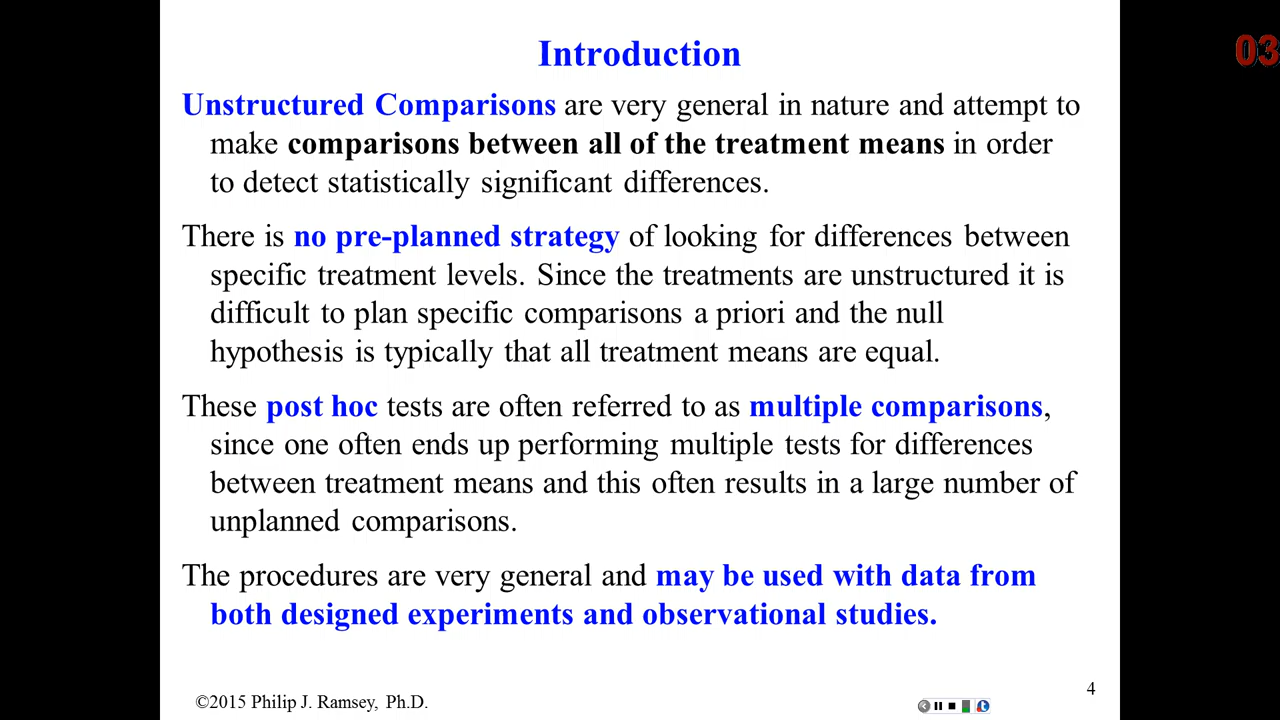 Introduction
03
Unstructured Comparisons are very general in nature and attempt to
make comparisons between all of the treatment means in order
to detect statistically significant differences.
There is no pre-planned strategy of looking for differences between
specific treatment levels. Since the treatments are unstructured it is
difficult to plan specific comparisons a priori and the null
hypothesis is typically that all treatment means are equal.
These post hoc tests are often referred to as multiple comparisons,
since one often ends up performing multiple tests for differences
between treatment means and this often results in a large number of
unplanned comparisons.
The procedures are very general and may be used with data from
both designed experiments and observational studies.
©2015 Philip J. Ramsey, Ph.D.
4